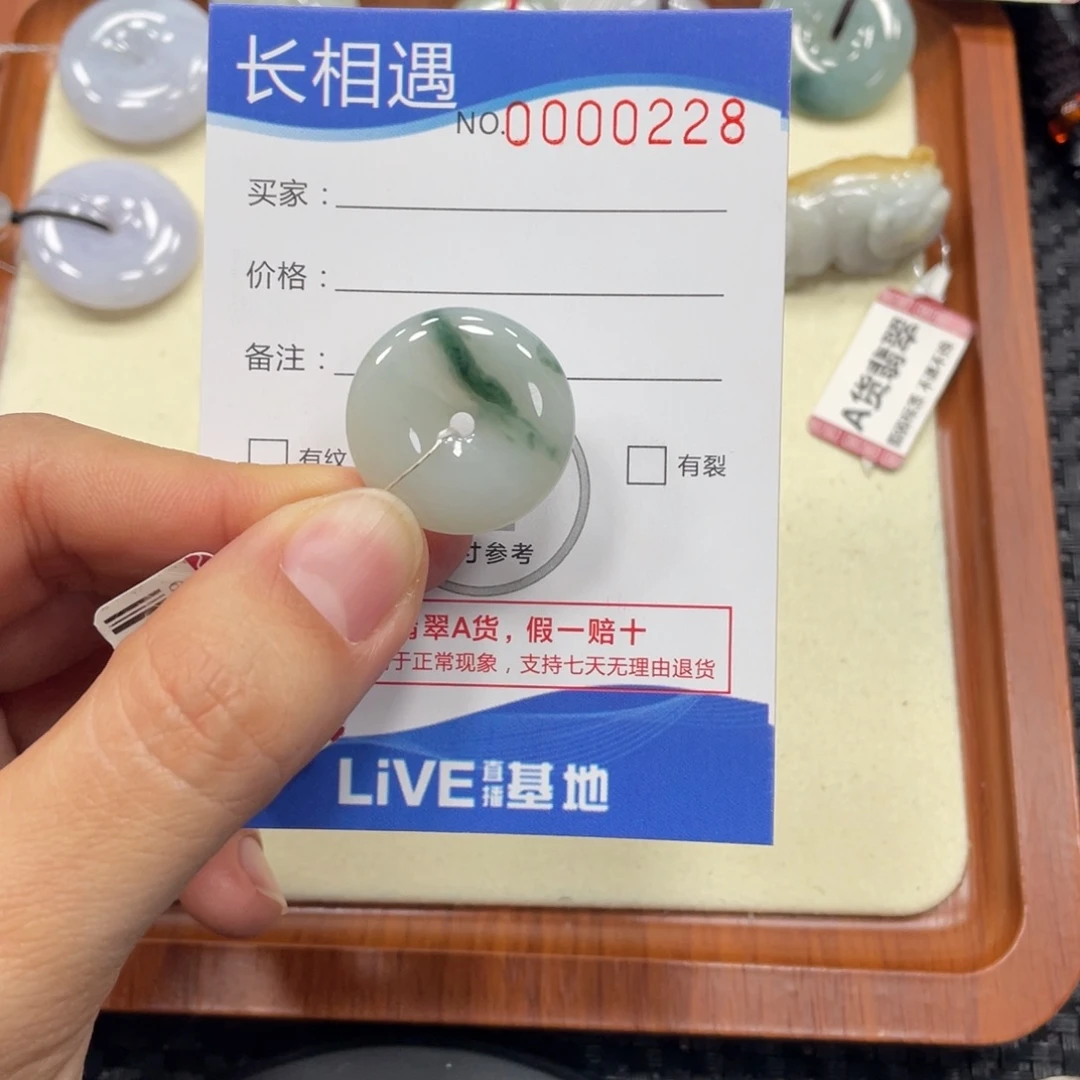 长相遇
NO.0000228
买家：
价格：
备注：
有纹
有裂
寸参考
翠A货，假一赔十
于正常现象，支持七天无理由退货
LiVE直播基地
A货翡翠